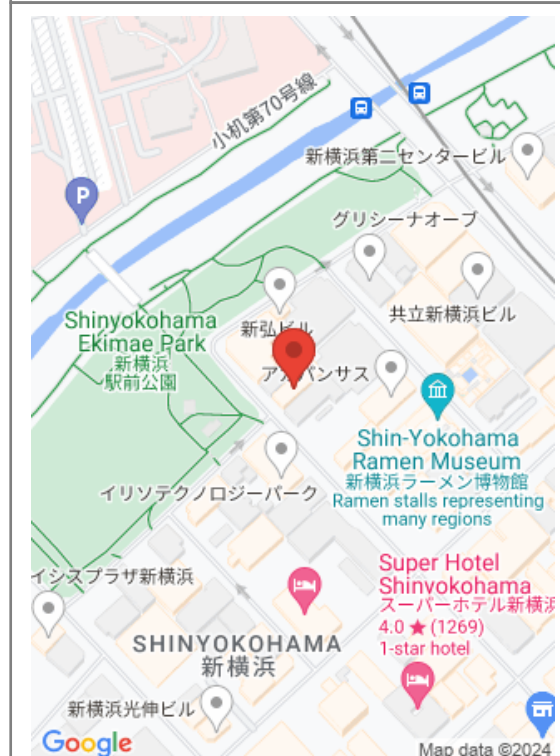 小机第70号線
P
新横浜第二センタービル
グリシーナオーブ
共立新横浜ビル
Shinyokohama
Ekimae Park
新横浜
駅前公園
新弘ビル
Shin-Yokohama
Ramen Museum
新横浜ラーメン博物館
Ramen stalls representing
many regions
イリソテクノロジーパーク
イシスプラザ新横浜
Super Hotel
Shinyokohama
スーパーホテル新横浜
4.0 ★ (1269)
1-star hotel
SHINYOKOHAMA
新横浜
新横浜光伸ビル
Google
Map data ©2024